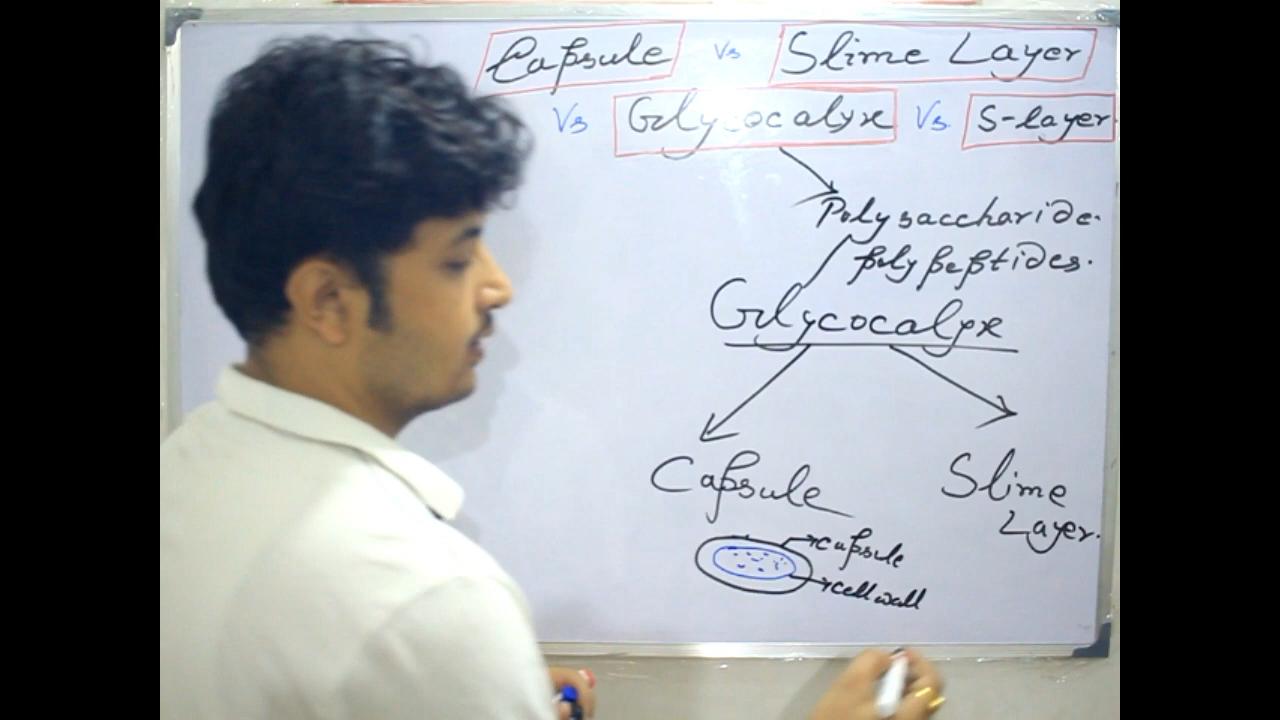 Capsule Vs Slime Layer
Vs Glycocalyx Vs S-layer
Polysaccharide.
polypeptides.
Glycocalyx
Capsule
Slime
Layer.
capsule
cell wall